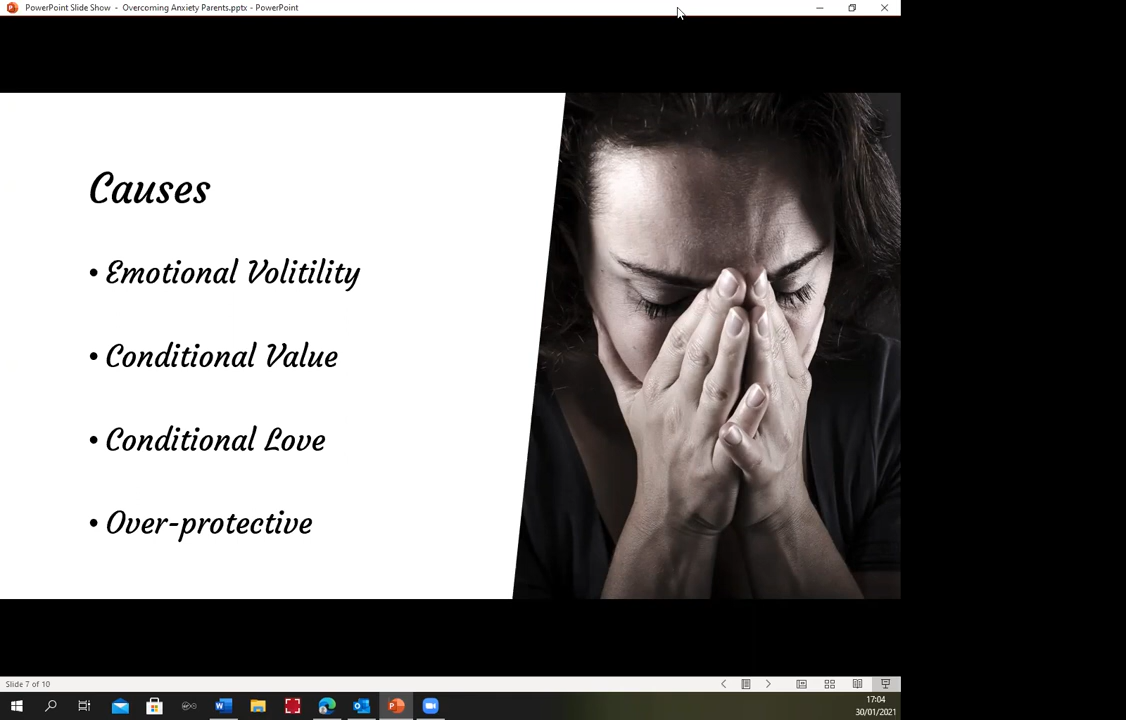 PowerPoint Slide Show - Overcoming Anxiety Parents.pptx - PowerPoint
Causes
• Emotional Volitility
• Conditional Value
• Conditional Love
• Over-protective
Slide 7 of 10
17:04
30/01/2021